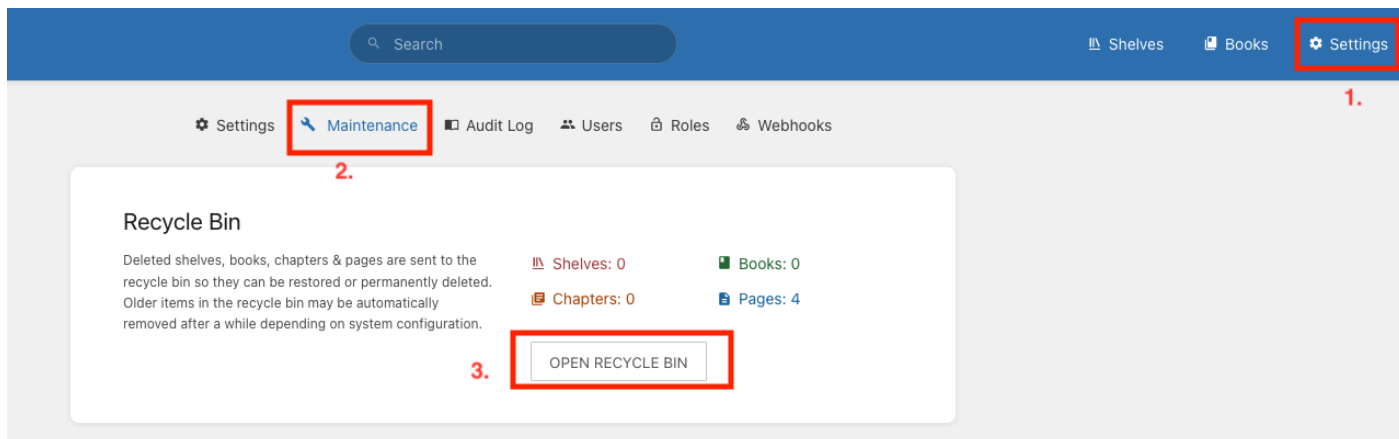 Search
Shelves
Books
Settings
1.
Settings
Maintenance
Audit Log
Users
Roles
Webhooks
2.
Recycle Bin
Deleted shelves, books, chapters & pages are sent to the
recycle bin so they can be restored or permanently deleted.
Older items in the recycle bin may be automatically
removed after a while depending on system configuration.
Shelves: 0
Books: 0
Chapters: 0
Pages: 4
3.
OPEN RECYCLE BIN